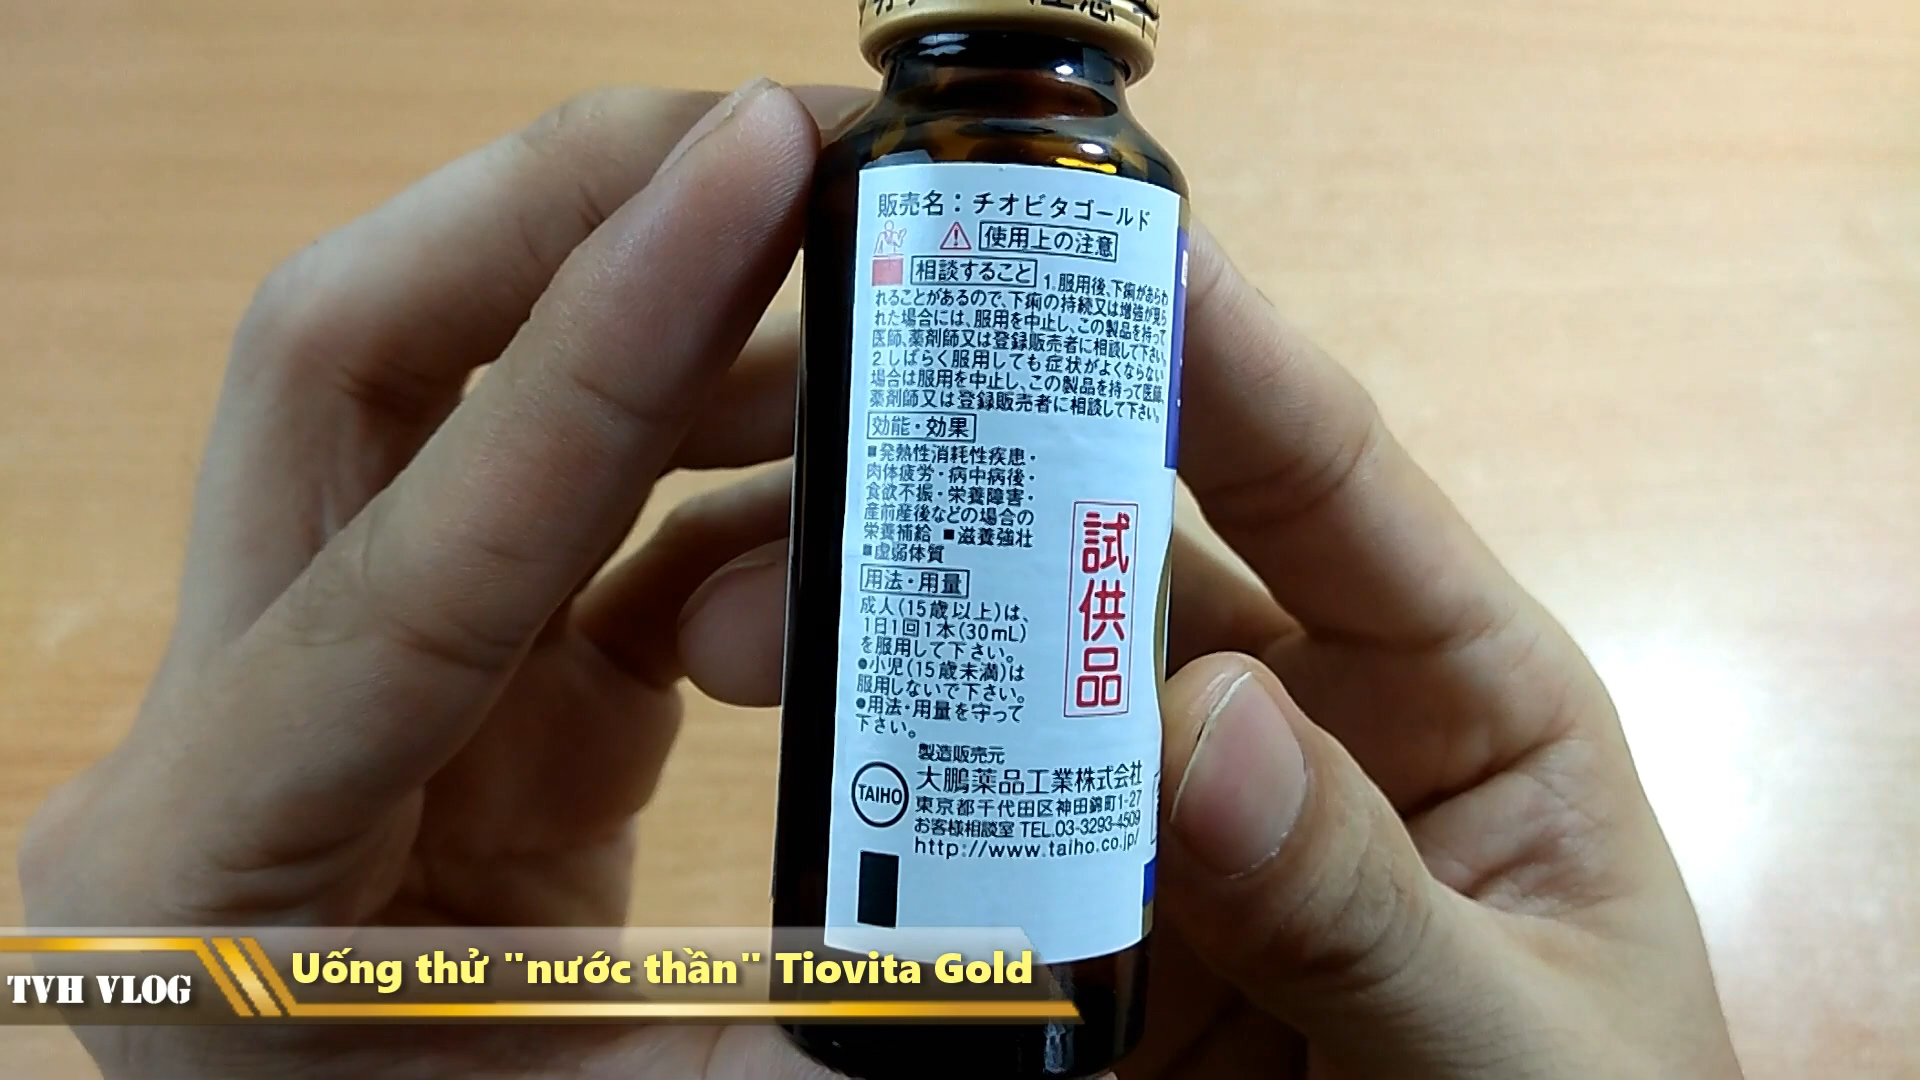 注意
販売名：チオビタゴールド
使用上の注意
相談すること 1.服用後、下痢があらわ
れることがあるので、下痢の持続又は増強が見ら
れた場合には、服用を中止し、この製品を持って
医師、薬剤師又は登録販売者に相談して下さい。
2.しばらく服用しても症状がよくならない
場合は服用を中止し、この製品を持って医師、
薬剤師又は登録販売者に相談して下さい。
効能・効果
■発熱性消耗性疾患・
肉体疲労・病中病後・
食欲不振・栄養障害・
産前産後などの場合の
栄養補給 ■滋養強壮
■虚弱体質
用法・用量
成人(15歳以上)は、
1日1回1本(30mL)
を服用して下さい。
●小児(15歳未満)は
服用しないで下さい。
●用法・用量を守って
下さい。
試供品
製造販売元
TAIHO
大鵬薬品工業株式会社
東京都千代田区神田錦町1-27
お客様相談室 TEL.03-3293-4509
http://www.taiho.co.jp/
TVH VLOG
Uống thử "nước thần" Tiovita Gold